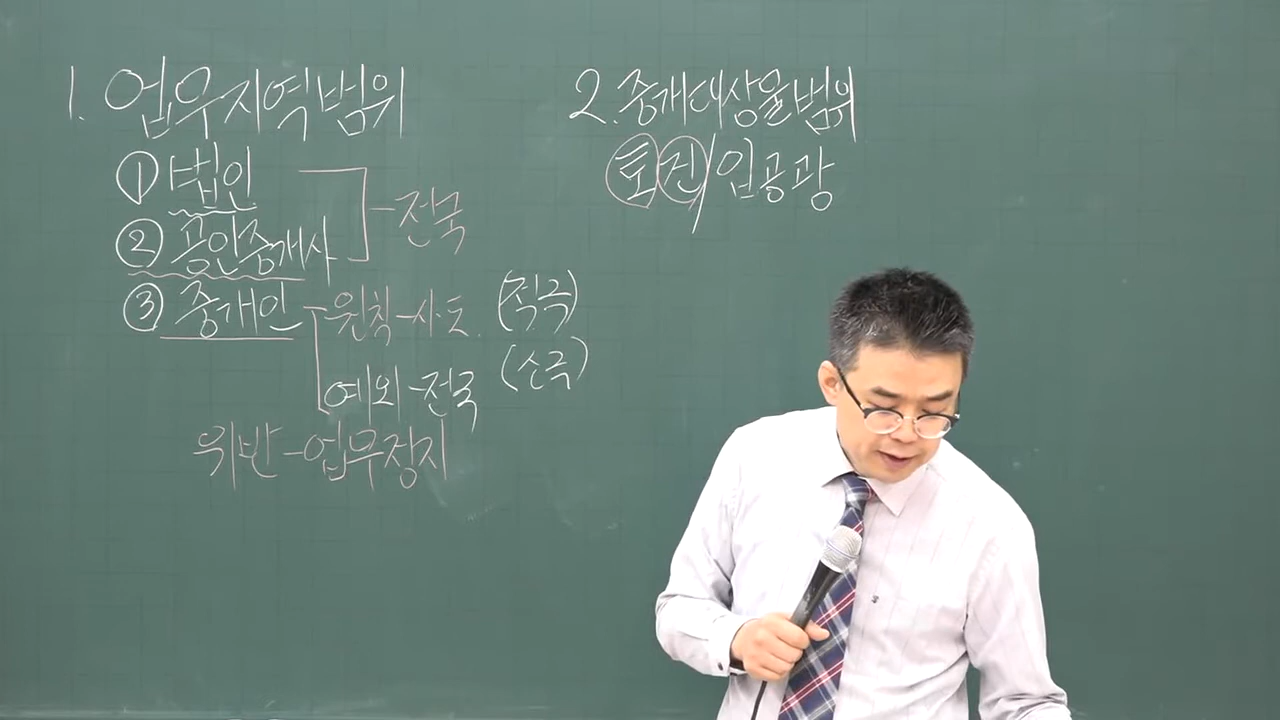 1. 업무지역범위
① 법인
② 공인중개사
전국
③ 중개인 - 원칙 - 사·도. (적극)
예외 - 전국 (소극)
위반 - 업무정지
2. 중개대상물범위
토 건 / 입공광